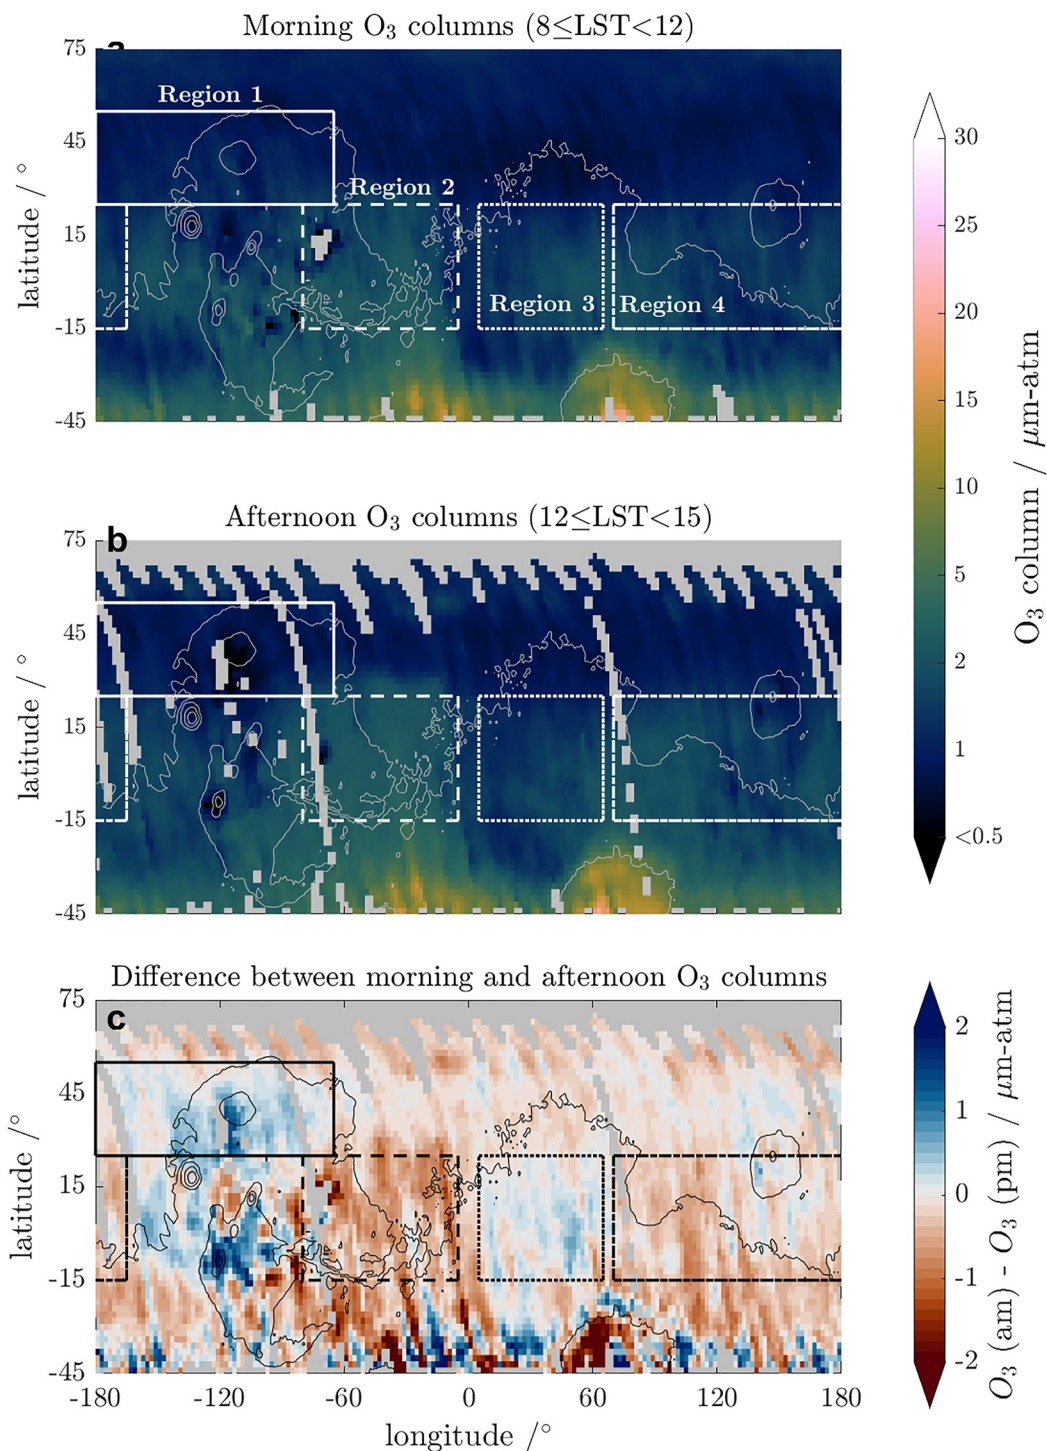 Morning O₃ columns (8≤LST<12)
a
75
45
15
-15
-45
latitude / °
Region 1
Region 2
Region 3
Region 4
Afternoon O₃ columns (12≤LST<15)
b
75
45
15
-15
-45
latitude / °
30
25
20
15
10
5
2
1
<0.5
O₃ column / μm-atm
Difference between morning and afternoon O₃ columns
c
75
45
15
-15
-45
latitude / °
-180
-120
-60
0
60
120
180
longitude /°
2
1
0
-1
-2
O₃ (am) - O₃ (pm) / μm-atm